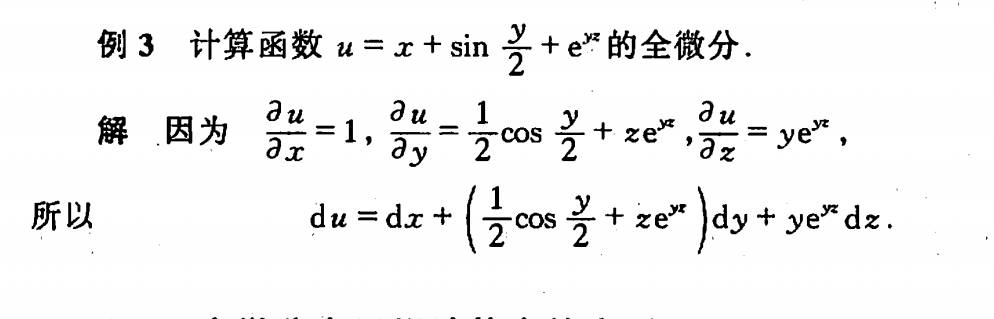 例 3 计算函数 u = x + sin y/2 + e^{yz} 的全微分.
解 因为 ∂u/∂x = 1, ∂u/∂y = 1/2 cos y/2 + ze^{yz}, ∂u/∂z = ye^{yz},
所以 du = dx + (1/2 cos y/2 + ze^{yz})dy + ye^{yz}dz.